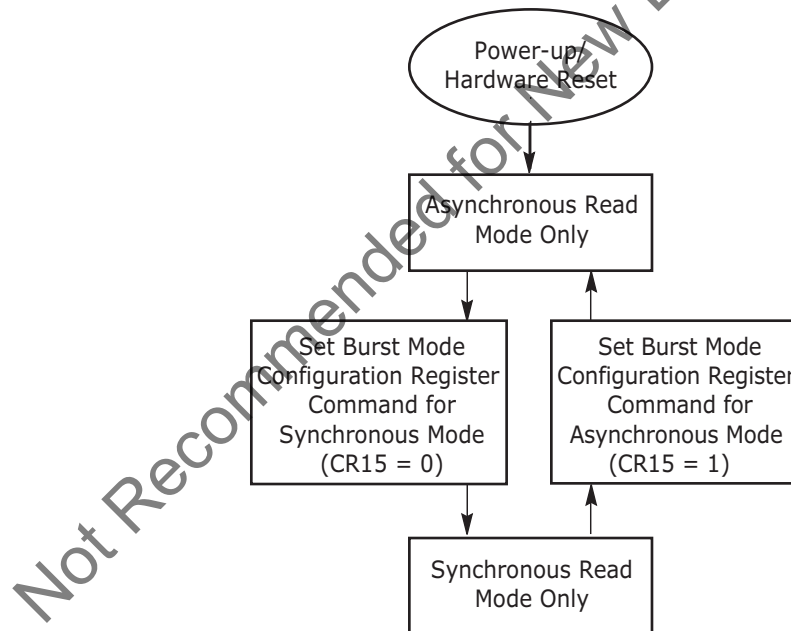 Power-up/
Hardware Reset
Asynchronous Read
Mode Only
Set Burst Mode
Configuration Register
Command for
Synchronous Mode
(CR15 = 0)
Set Burst Mode
Configuration Register
Command for
Asynchronous Mode
(CR15 = 1)
Synchronous Read
Mode Only
Not Recommended for New